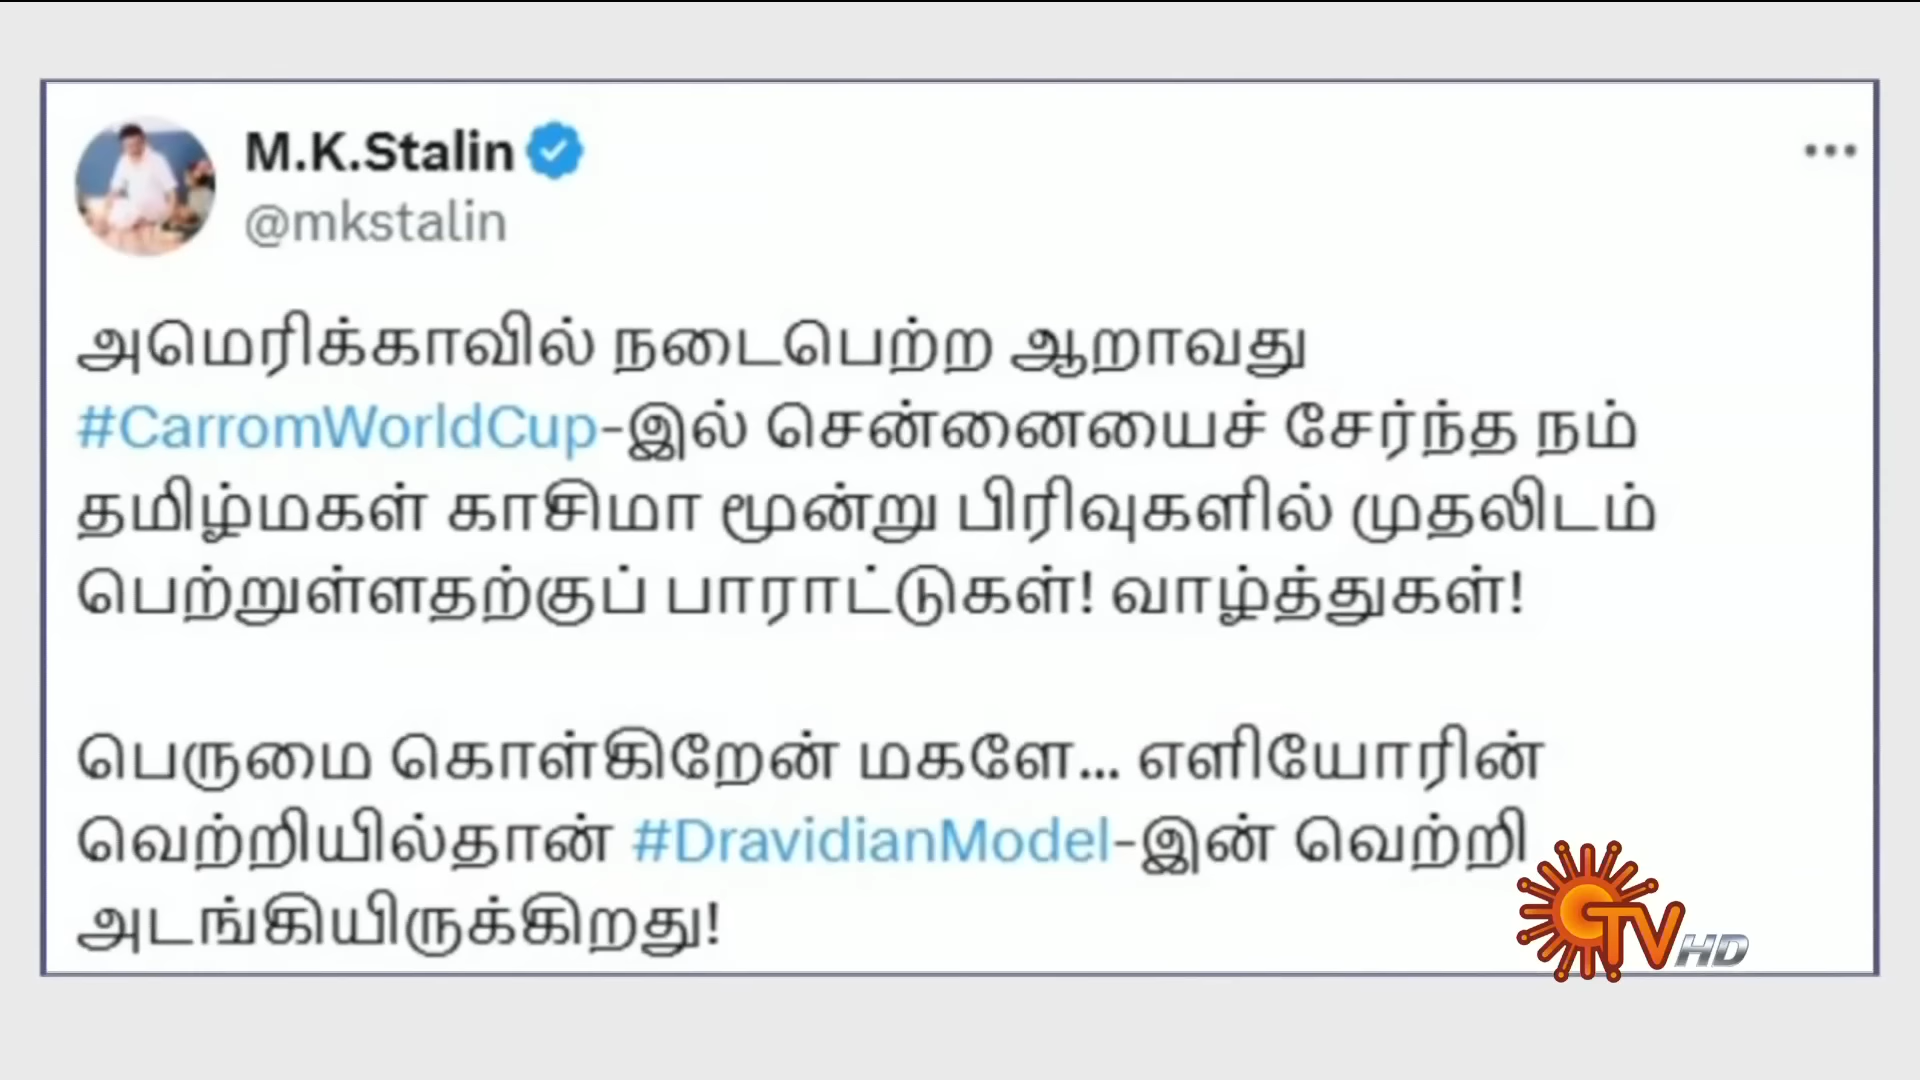 M.K.Stalin
@mkstalin
அமெரிக்காவில் நடைபெற்ற ஆறாவது
#CarromWorldCup-இல் சென்னையைச் சேர்ந்த நம்
தமிழ்மகள் காசிமா மூன்று பிரிவுகளில் முதலிடம்
பெற்றுள்ளதற்குப் பாராட்டுகள்! வாழ்த்துகள்!
பெருமை கொள்கிறேன் மகளே... எளியோரின்
வெற்றியில்தான் #DravidianModel-இன் வெற்றி
அடங்கியிருக்கிறது!
TV HD